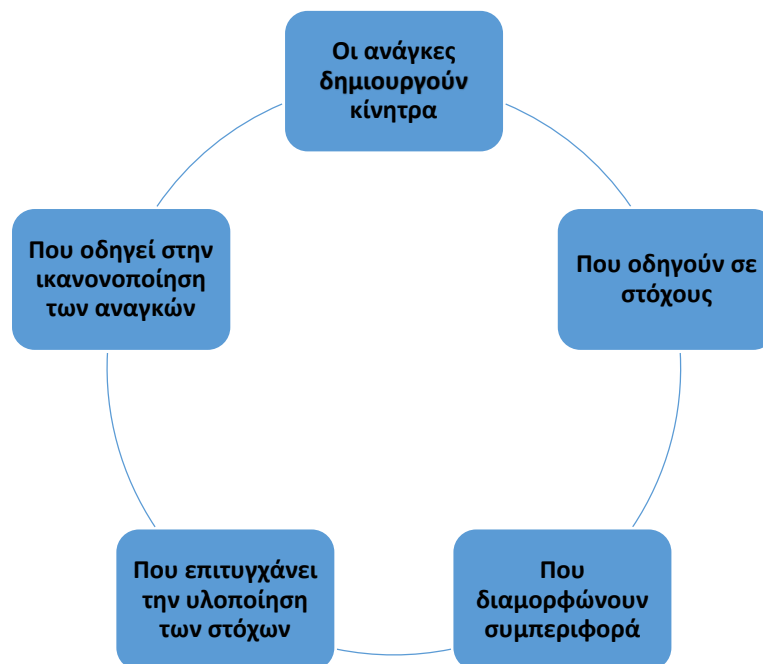 Οι ανάγκες
δημιουργούν
κίνητρα
Που οδηγούν σε
στόχους
Που
διαμορφώνουν
συμπεριφορά
Που επιτυγχάνει
την υλοποίηση
των στόχων
Που οδηγεί στην
ικανονοποίηση
των αναγκών